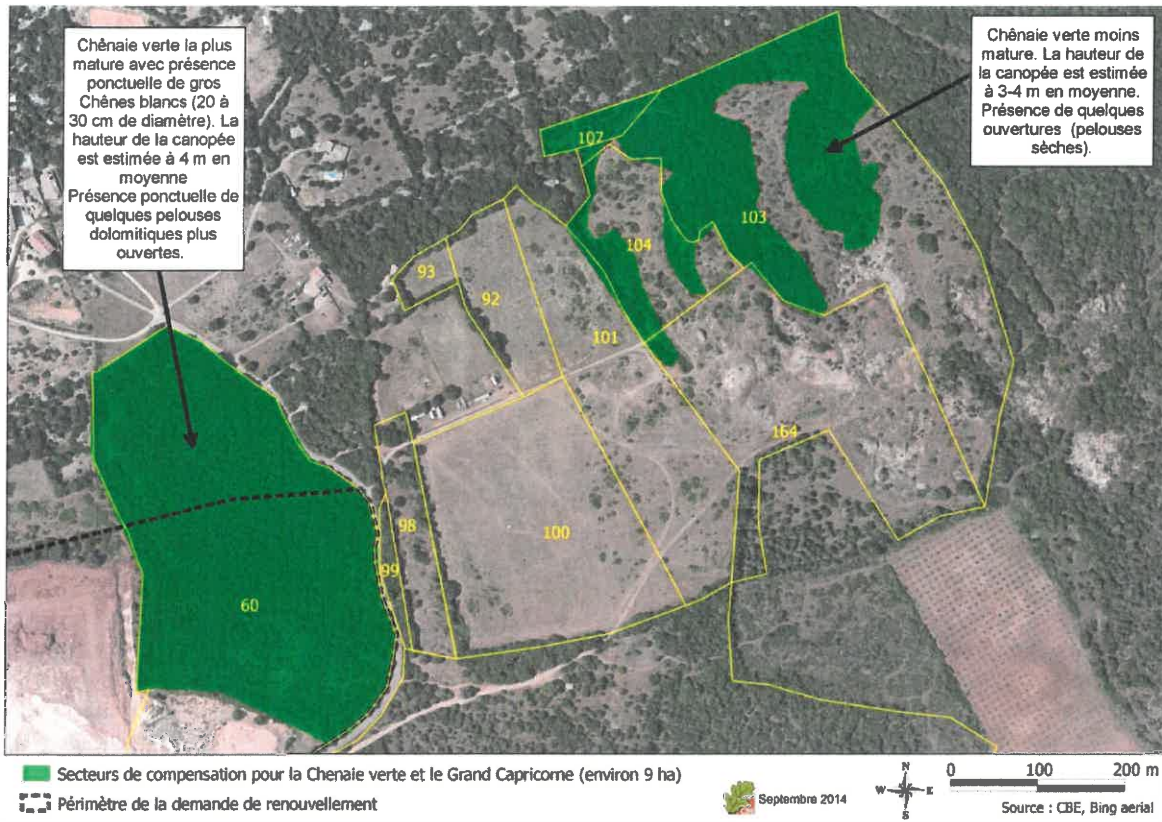 Chênaie verte la plus
mature avec présence
ponctuelle de gros
Chênes blancs (20 à
30 cm de diamètre). La
hauteur de la canopée
est estimée à 4 m en
moyenne
Présence ponctuelle de
quelques pelouses
dolomitiques plus
ouvertes.
Chênaie verte moins
mature. La hauteur de
la canopée est estimée
à 3-4 m en moyenne.
Présence de quelques
ouvertures (pelouses
sèches).
107
103
104
93
92
101
164
98
100
99
60
Secteurs de compensation pour la Chenaie verte et le Grand Capricorne (environ 9 ha)
Périmètre de la demande de renouvellement
Septembre 2014
N
W E
S
0 100 200 m
Source : CBE, Bing aerial